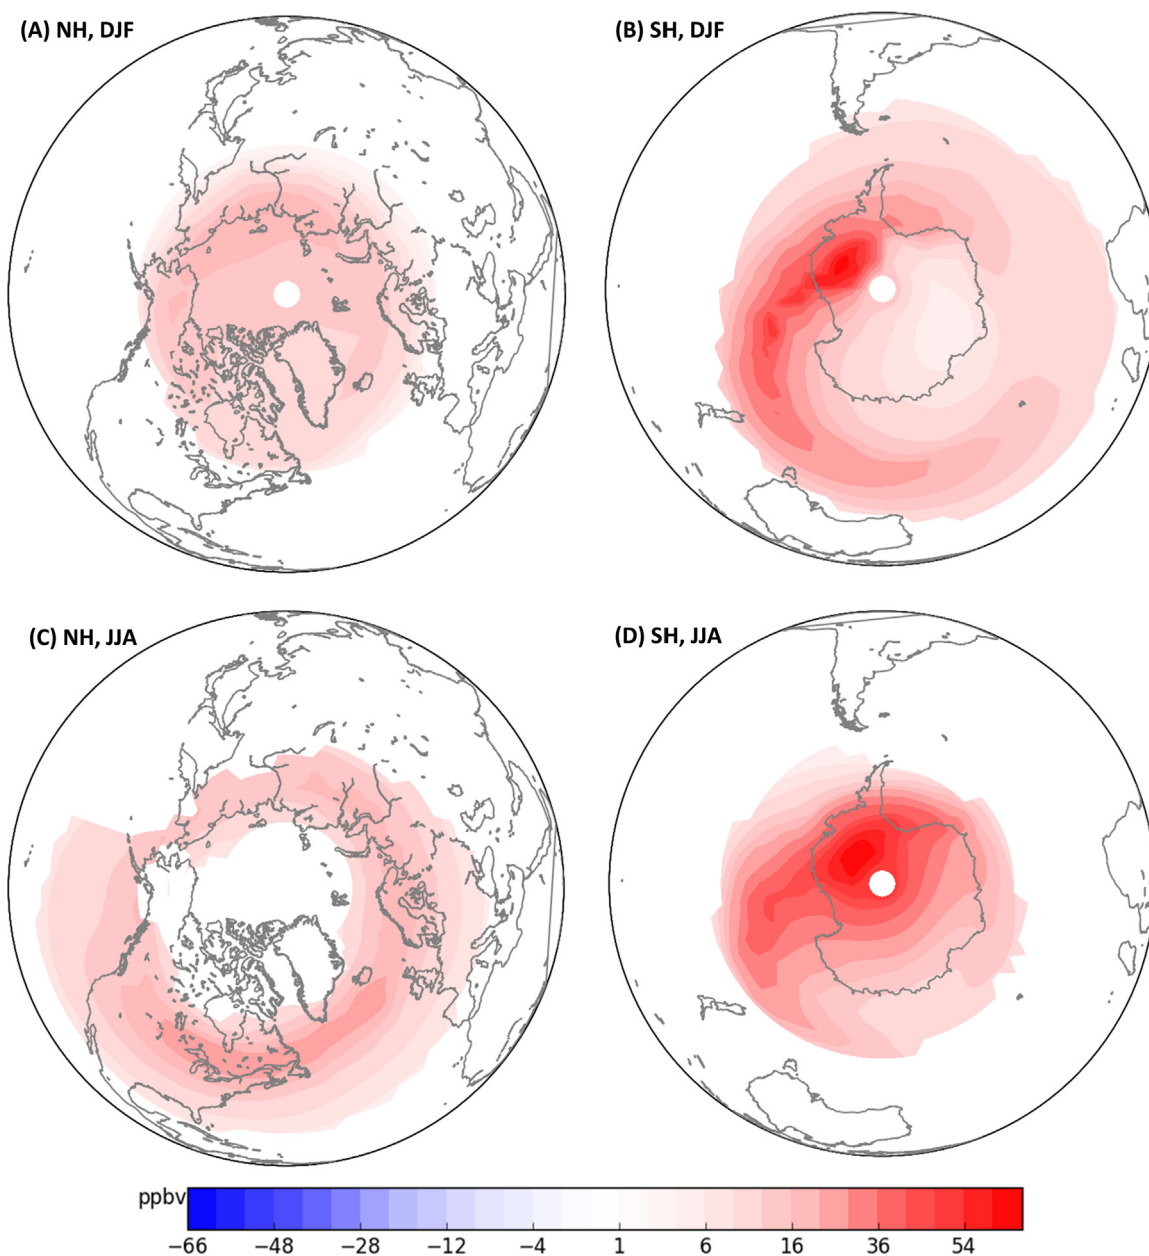 (A) NH, DJF
(B) SH, DJF
(C) NH, JJA
(D) SH, JJA
ppbv
−66 −48 −28 −12 −4 1 6 16 36 54